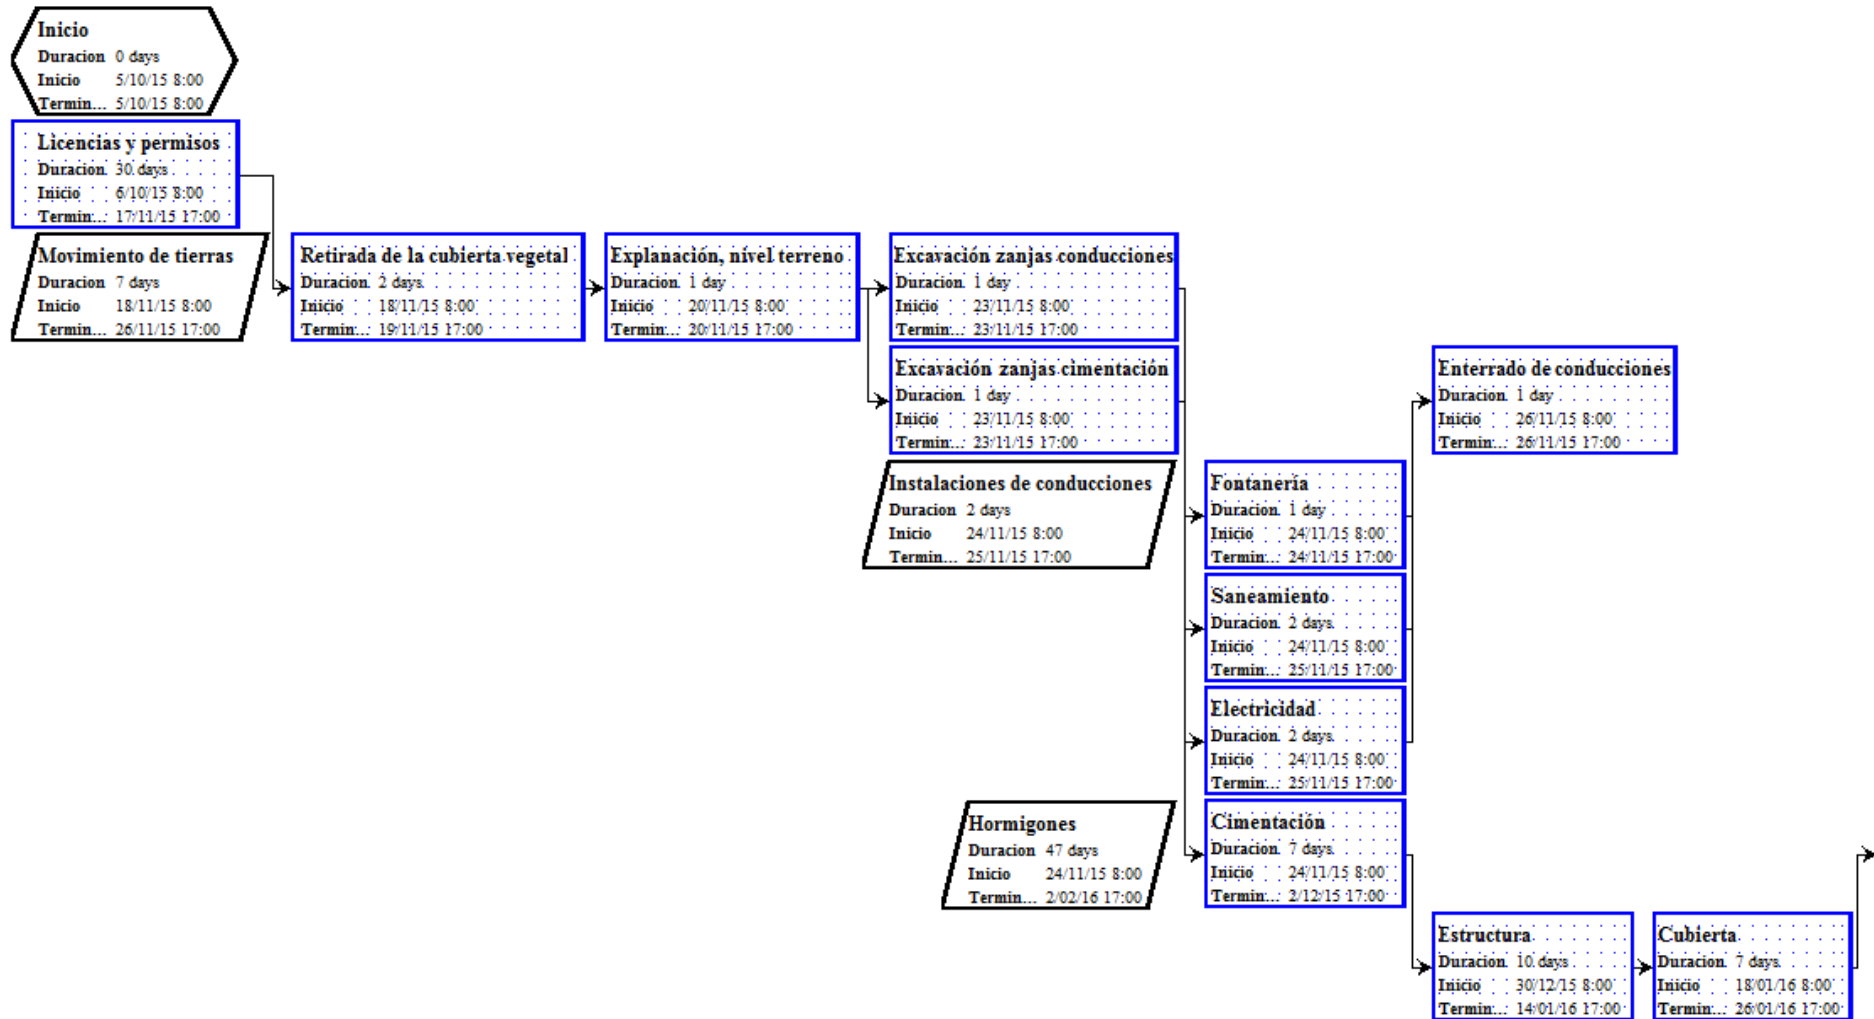 Inicio
Duracion 0 days
Inicio 5/10/15 8:00
Termin... 5/10/15 8:00
Licencias y permisos
Duracion 30 days
Inicio 6/10/15 8:00
Termin... 17/11/15 17:00
Movimiento de tierras
Duracion 7 days
Inicio 18/11/15 8:00
Termin... 26/11/15 17:00
Retirada de la cubierta vegetal
Duracion 2 days
Inicio 18/11/15 8:00
Termin... 19/11/15 17:00
Explanación, nivel terreno
Duracion 1 day
Inicio 20/11/15 8:00
Termin... 20/11/15 17:00
Excavación zanjas conducciones
Duracion 1 day
Inicio 23/11/15 8:00
Termin... 23/11/15 17:00
Excavación zanjas cimentación
Duracion 1 day
Inicio 23/11/15 8:00
Termin... 23/11/15 17:00
Enterrado de conducciones
Duracion 1 day
Inicio 26/11/15 8:00
Termin... 26/11/15 17:00
Instalaciones de conducciones
Duracion 2 days
Inicio 24/11/15 8:00
Termin... 25/11/15 17:00
Fontanería
Duracion 1 day
Inicio 24/11/15 8:00
Termin... 24/11/15 17:00
Saneamiento
Duracion 2 days
Inicio 24/11/15 8:00
Termin... 25/11/15 17:00
Electricidad
Duracion 2 days
Inicio 24/11/15 8:00
Termin... 25/11/15 17:00
Hormigones
Duracion 47 days
Inicio 24/11/15 8:00
Termin... 2/02/16 17:00
Cimentación
Duracion 7 days
Inicio 24/11/15 8:00
Termin... 2/12/15 17:00
Estructura
Duracion 10 days
Inicio 30/12/15 8:00
Termin... 14/01/16 17:00
Cubierta
Duracion 7 days
Inicio 18/01/16 8:00
Termin... 26/01/16 17:00